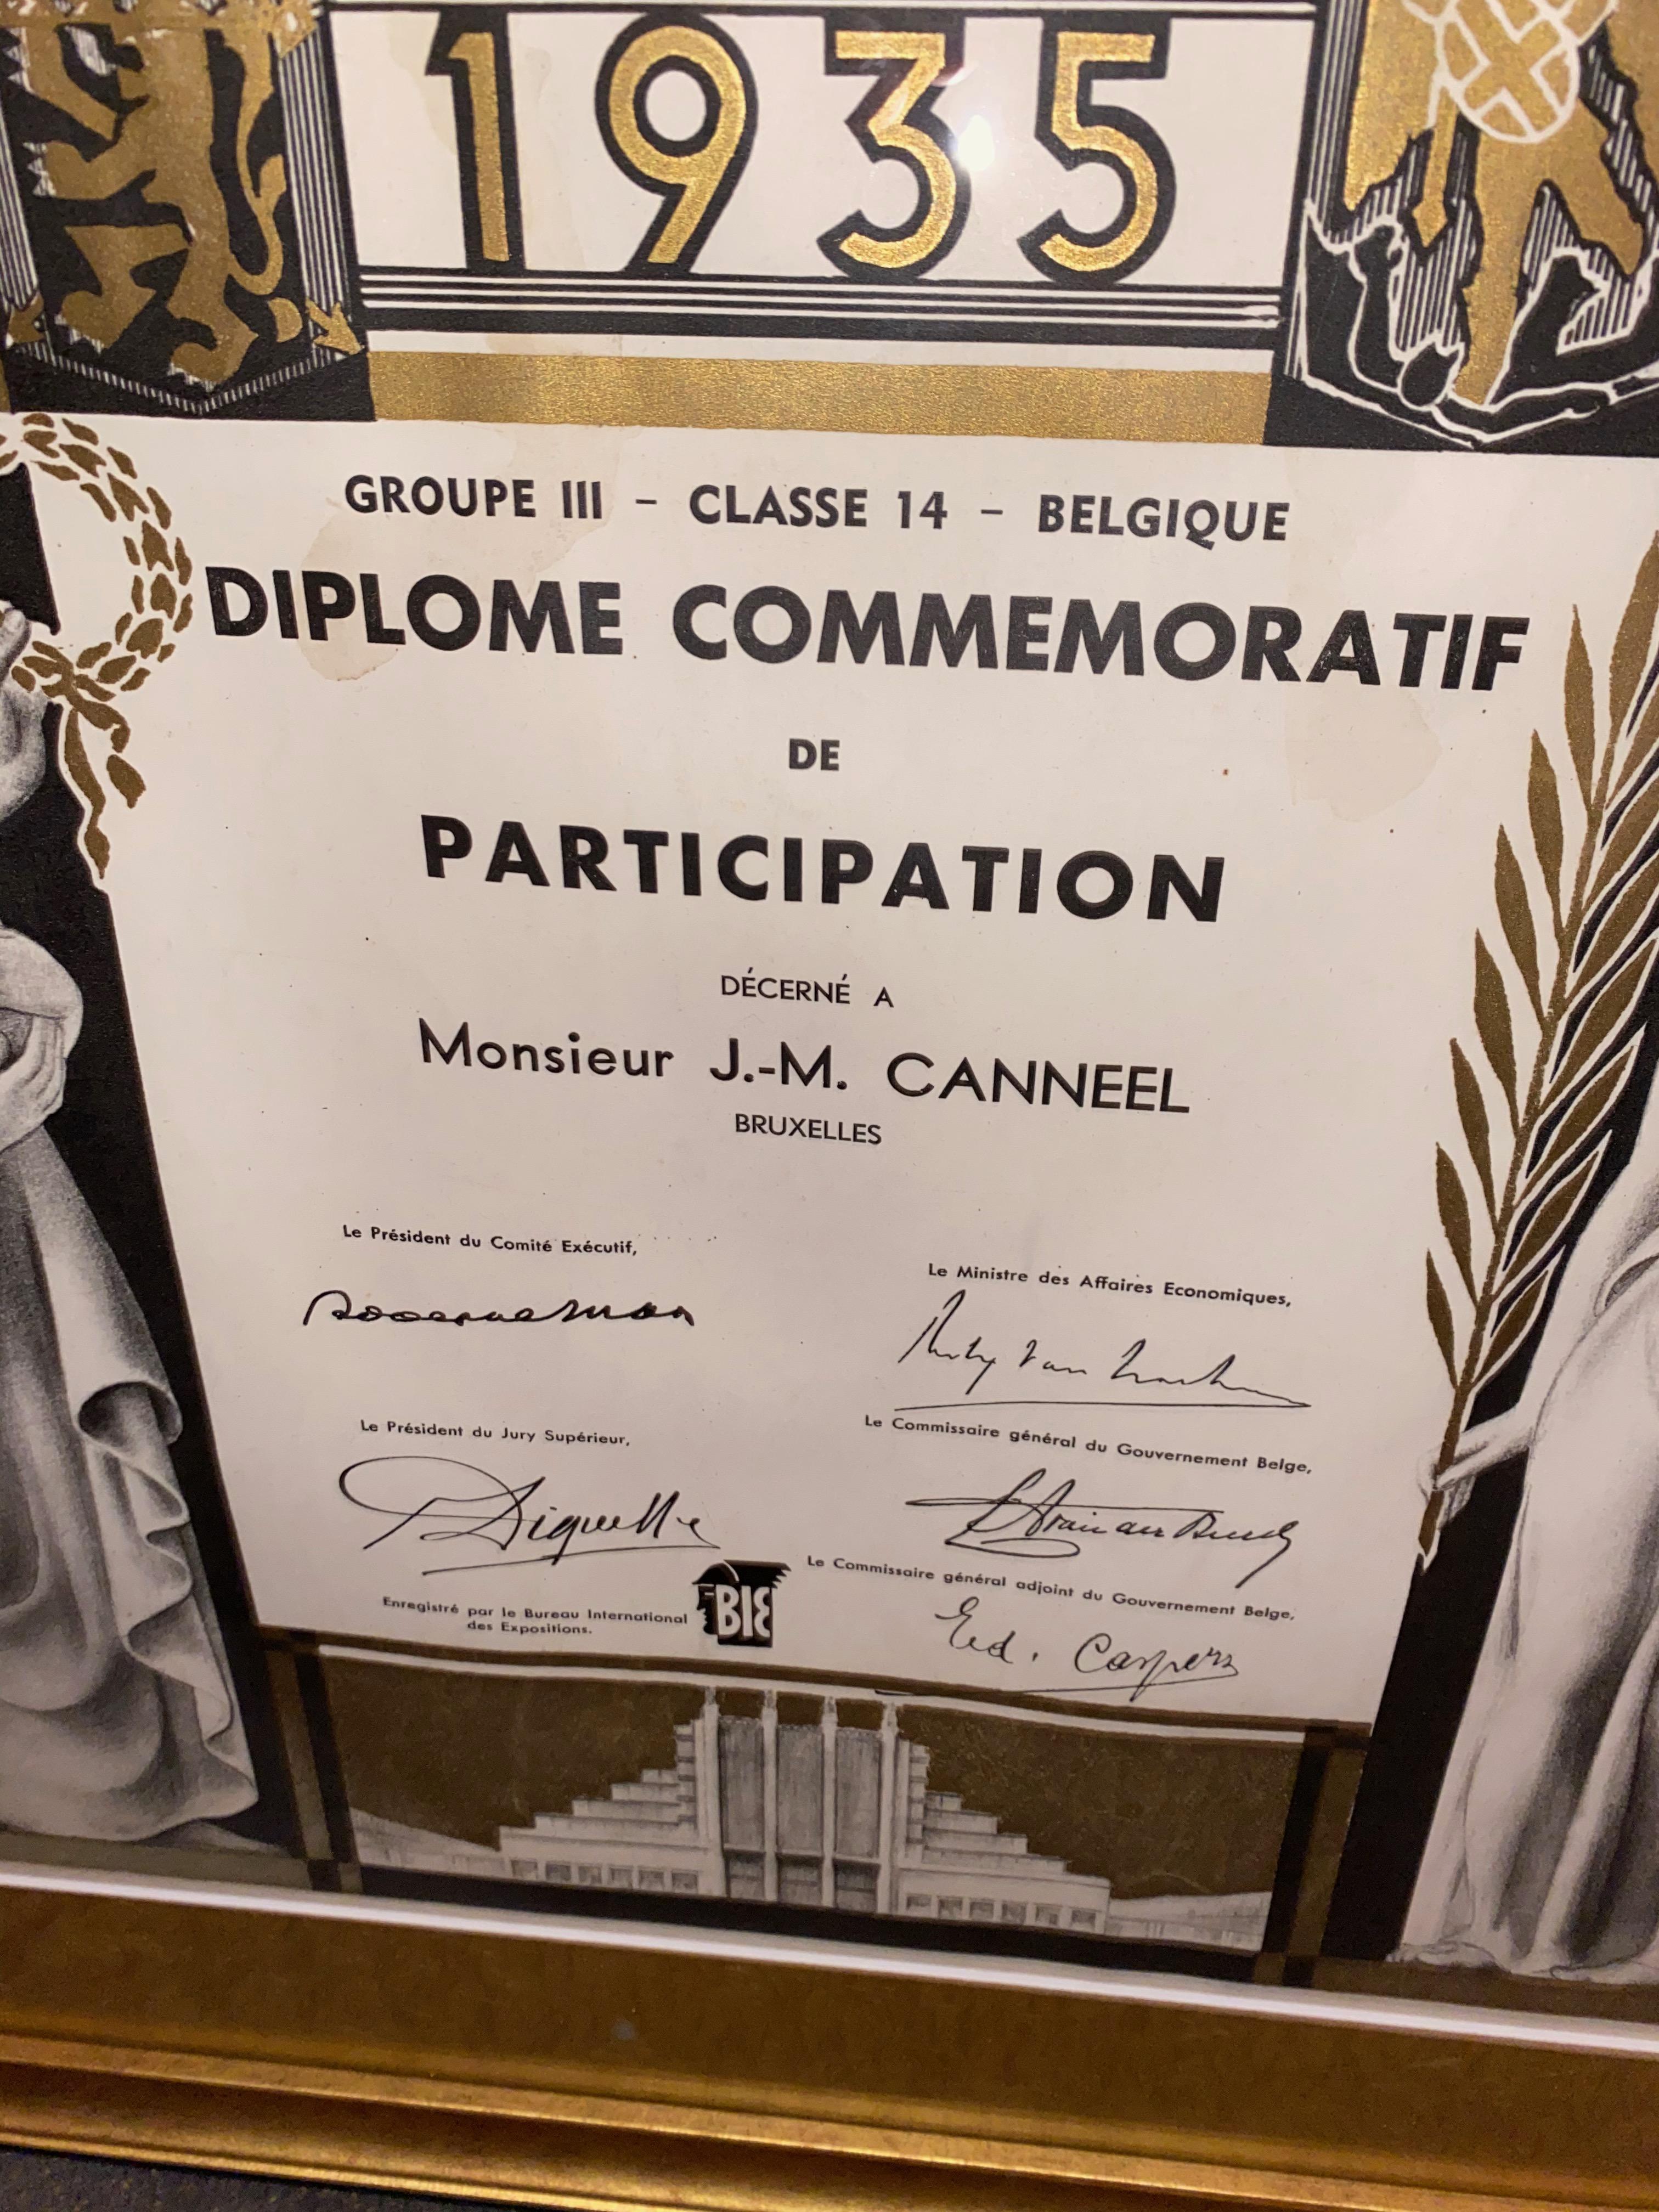 1935
GROUPE III – CLASSE 14 – BELGIQUE
DIPLOME COMMEMORATIF
DE
PARTICIPATION
DÉCERNÉ A
Monsieur J.-M. CANNEEL
BRUXELLES
Le Président du Comité Exécutif,
Le Ministre des Affaires Economiques,
Le Président du Jury Supérieur,
Le Commissaire général du Gouvernement Belge,
Le Commissaire général adjoint du Gouvernement Belge,
Ed. Caspers
Enregistré par le Bureau International
des Expositions.
BIE